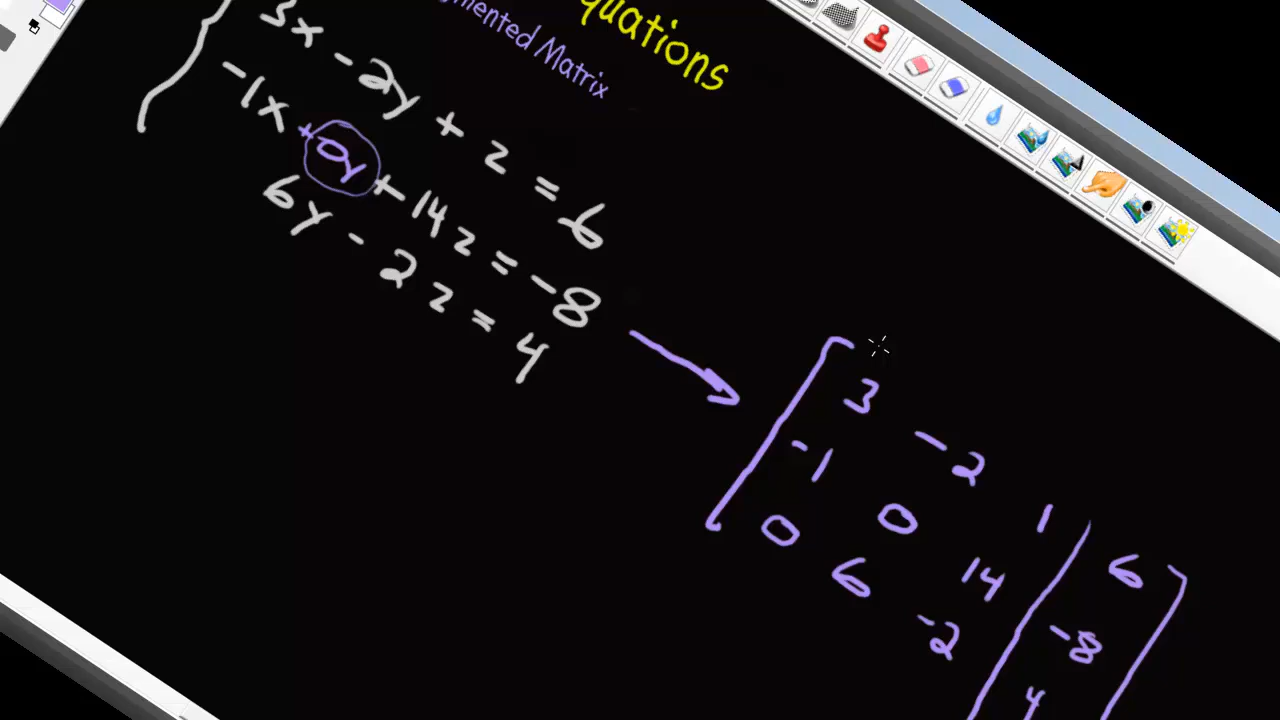 quations
mented Matrix
3x - 2y + z = 6
-1x + 0y + 14z = -8
6y - 2z = 4
3 -2 1 | 6
-1 0 14 | -8
0 6 -2 | 4